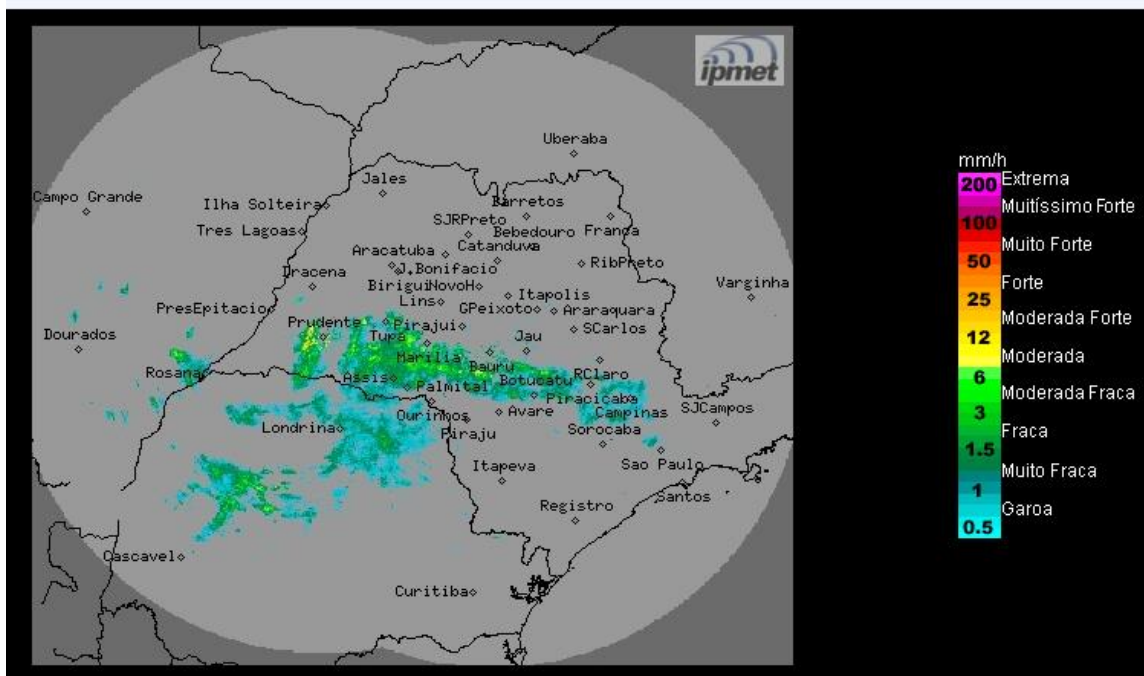 ipmet
Uberaba
Jales
Campo Grande
Ilha Solteira
Barretos
SJRPreto
Franca
Tres Lagoas
Bebedouro
Catanduva
Aracatuba
J.Bonifacio
RibPreto
Dracena
Birigui
NovoH
Varginha
Itapolis
Lins
PresEpitacio
GPeixoto
Araraquara
Prudente
Pirajui
SCarlos
Dourados
Tupa
Jau
Marilia
Bauru
Rosana
RClaro
Assis
Palmital
Botucatu
Piracicaba
Ourinhos
Avare
Campinas
SJCampos
Londrina
Piraju
Sorocaba
Itapeva
Sao Paulo
Santos
Registro
Cascavel
Curitiba
mm/h
200 Extrema
Muitíssimo Forte
100
Muito Forte
50
Forte
25
Moderada Forte
12
Moderada
6
Moderada Fraca
3
Fraca
1.5
Muito Fraca
1
Garoa
0.5